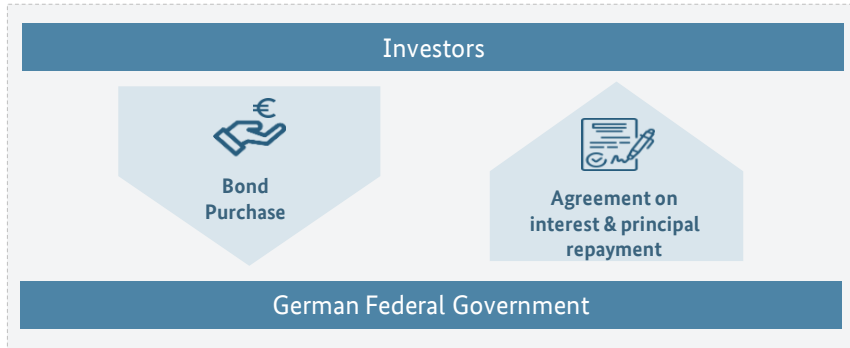 Investors
€
Bond
Purchase
Agreement on
interest & principal
repayment
German Federal Government